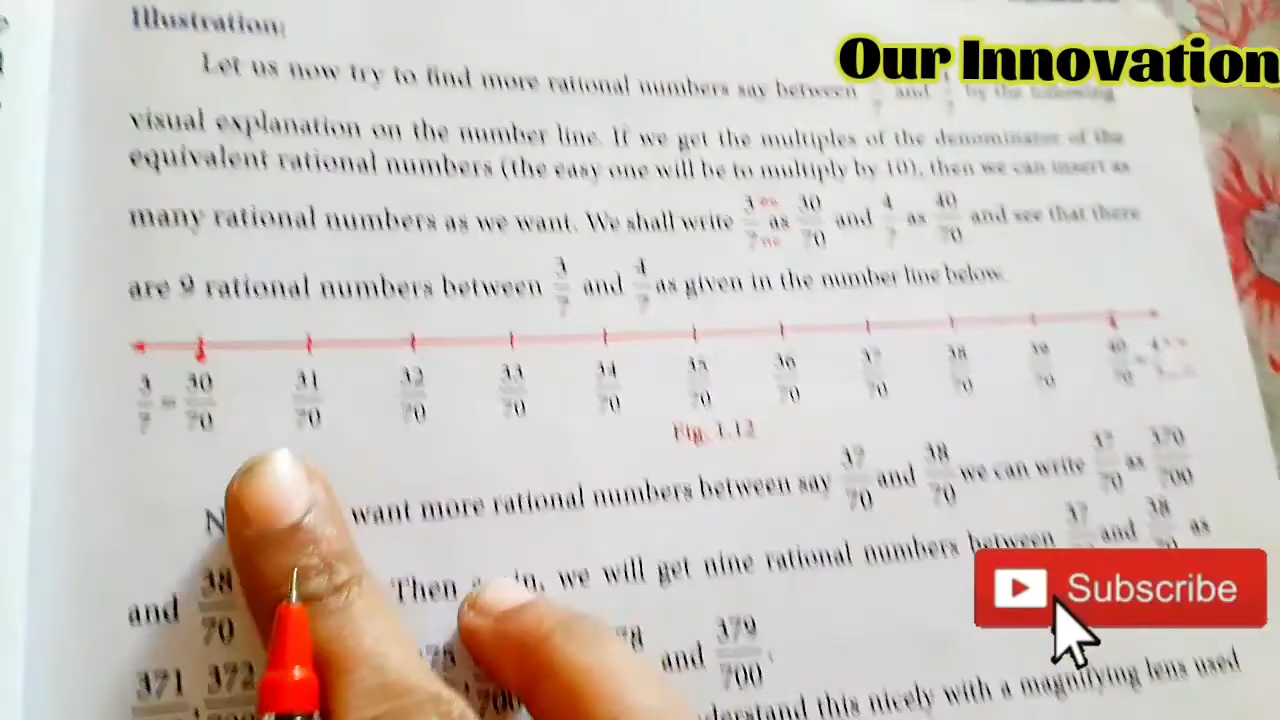 Illustration:
Our Innovation
Let us now try to find more rational numbers say between and by the following
visual explanation on the number line. If we get the multiples of the denominator of the
equivalent rational numbers (the easy one will be to multiply by 10), then we can insert as
many rational numbers as we want. We shall write 3/7 as 30/70 and 4/7 as 40/70 and see that there
are 9 rational numbers between 3/7 and 4/7 as given in the number line below.
3/7 = 30/70 31/70 32/70 33/70 34/70 35/70 36/70 37/70 38/70 39/70 40/70 = 4
Fig. 1.12
want more rational numbers between say 37/70 and 38/70 we can write 37/70 as 370/700
and 38/70 Then we will get nine rational numbers between 37 and 38 as
371 372 and 379/700
Subscribe
this nicely with a magnifying lens used